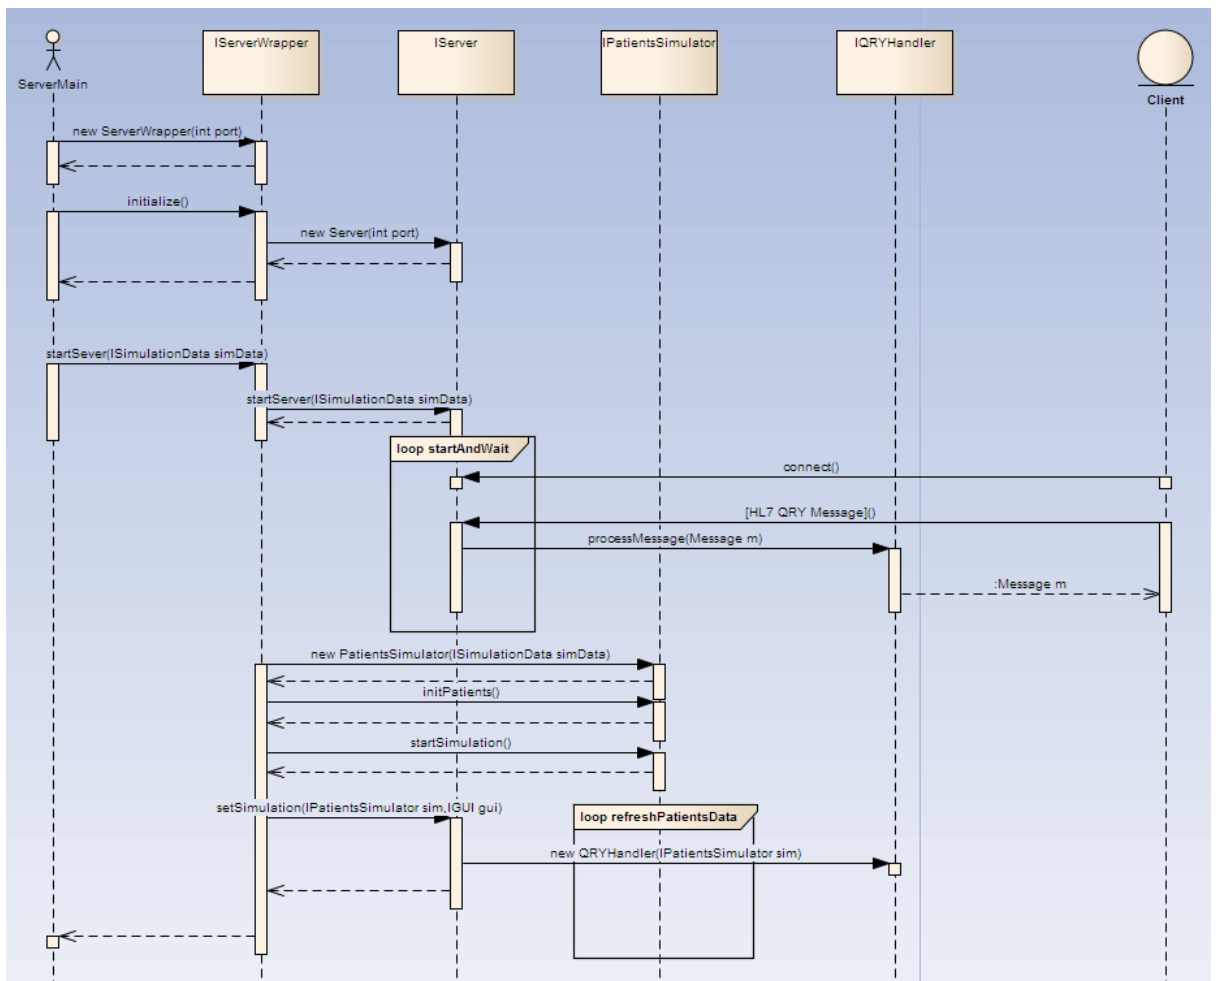 IServerWrapper
IServer
IPatientsSimulator
IQRYHandler
ServerMain
Client
new ServerWrapper(int port)
initialize()
new Server(int port)
startSever(ISimulationData simData)
startServer(ISimulationData simData)
loop startAndWait
connect()
[HL7 QRY Message]()
processMessage(Message m)
:Message m
new PatientsSimulator(ISimulationData simData)
initPatients()
startSimulation()
setSimulation(IPatientsSimulator sim,IGUI gui)
loop refreshPatientsData
new QRYHandler(IPatientsSimulator sim)